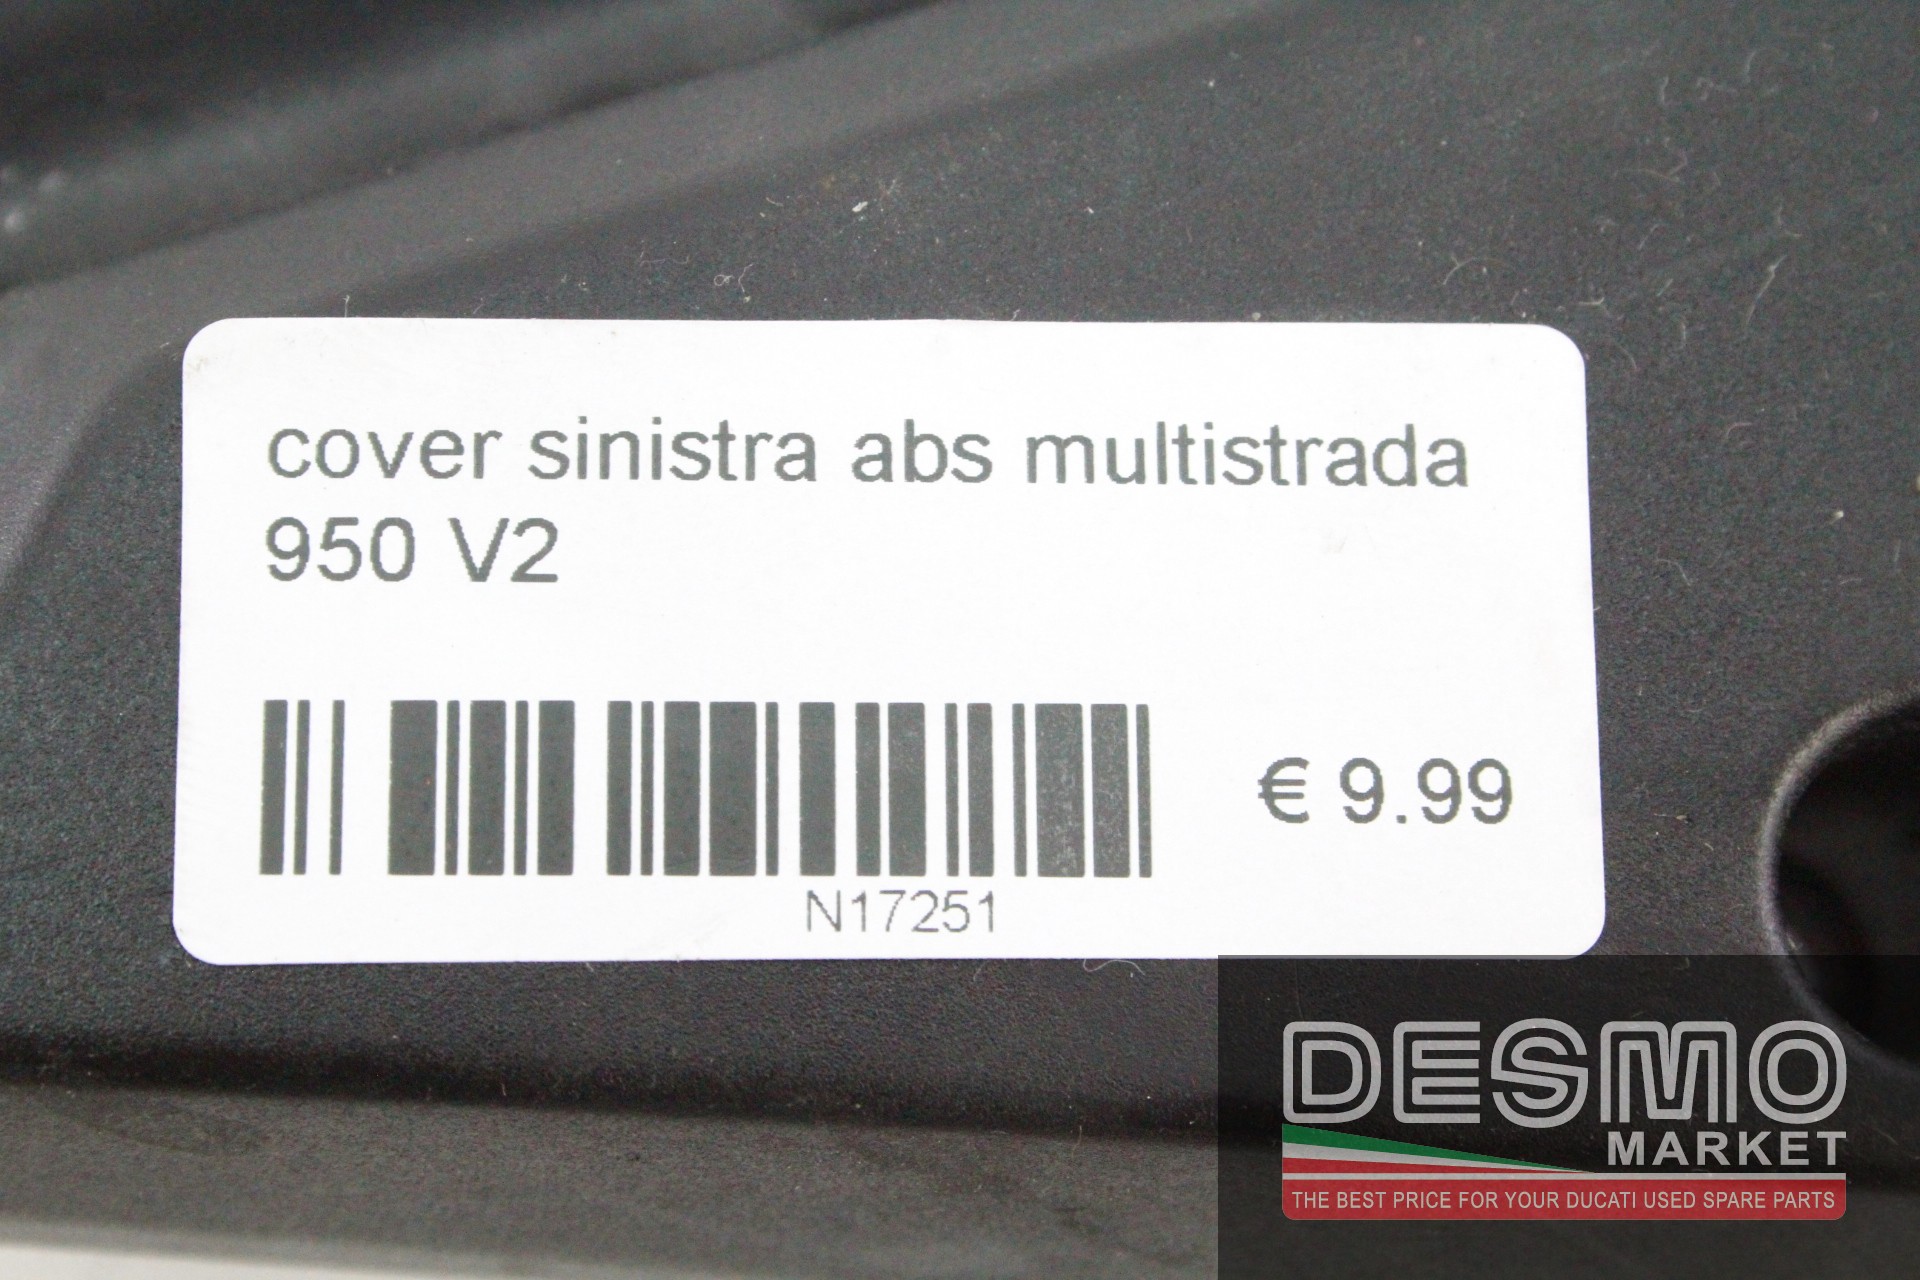 cover sinistra abs multistrada
950 V2
€ 9.99
N17251
DESMO
MARKET
THE BEST PRICE FOR YOUR DUCATI USED SPARE PARTS